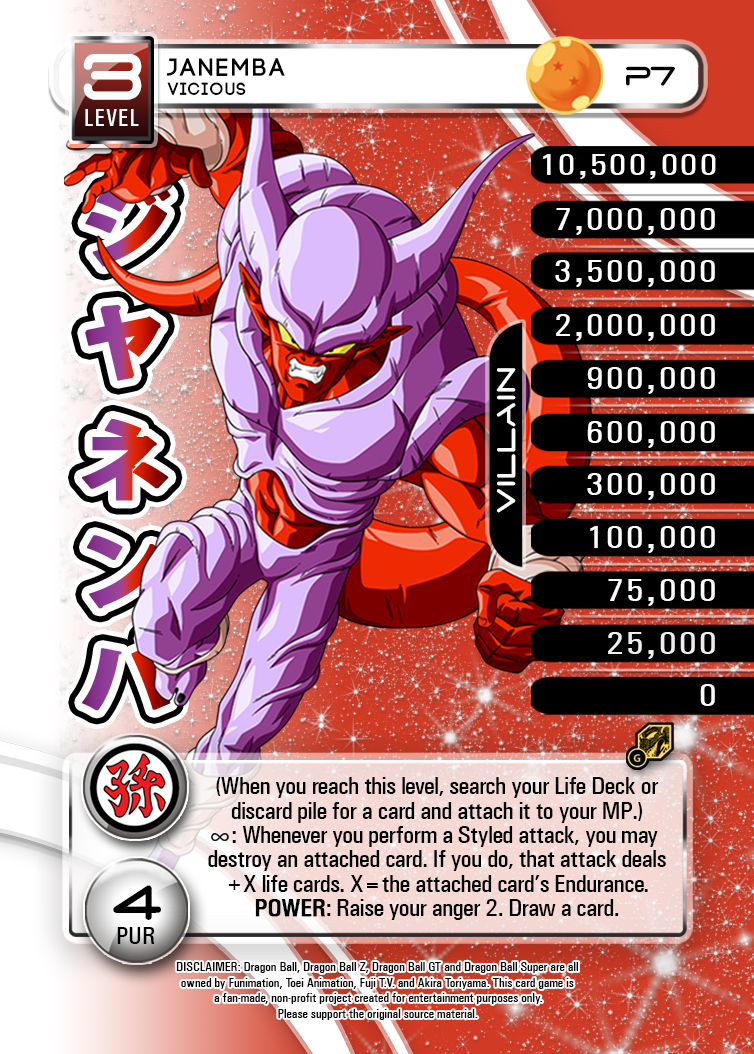 3
LEVEL
JANEMBA
VICIOUS
P7
10,500,000
7,000,000
3,500,000
2,000,000
900,000
600,000
300,000
100,000
75,000
25,000
0
VILLAIN
ジャネンバ
孫
G
(When you reach this level, search your Life Deck or
discard pile for a card and attach it to your MP.)
∞: Whenever you perform a Styled attack, you may
destroy an attached card. If you do, that attack deals
+X life cards. X = the attached card's Endurance.
POWER: Raise your anger 2. Draw a card.
4
PUR
DISCLAIMER: Dragon Ball, Dragon Ball Z, Dragon Ball GT and Dragon Ball Super are all
owned by Funimation, Toei Animation, Fuji T.V. and Akira Toriyama. This card game is
a fan-made, non-profit project created for entertainment purposes only.
Please support the original source material.